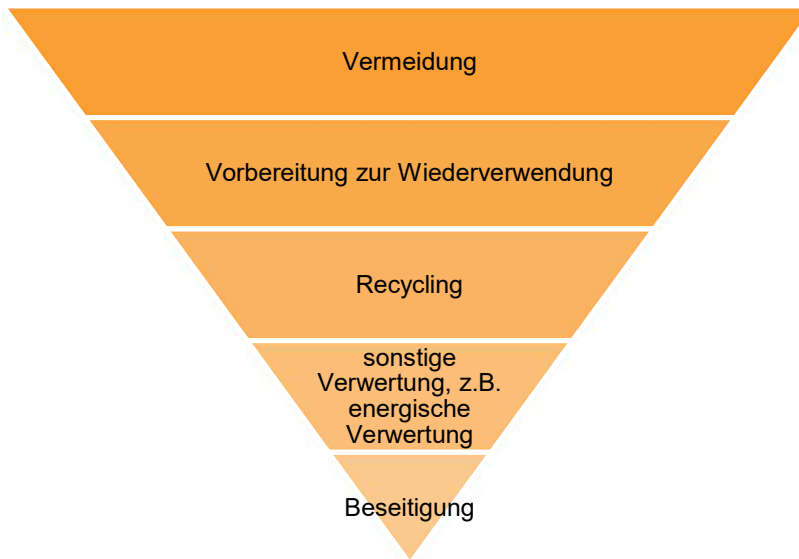 Vermeidung
Vorbereitung zur Wiederverwendung
Recycling
sonstige
Verwertung, z.B.
energische
Verwertung
Beseitigung